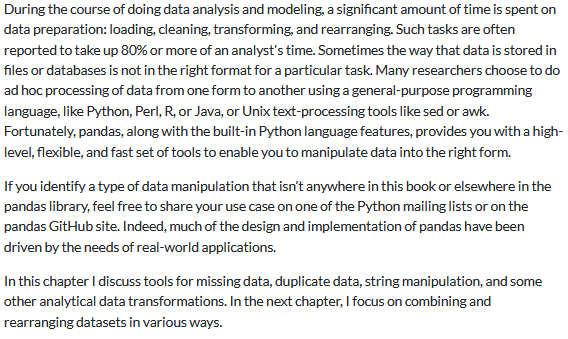 During the course of doing data analysis and modeling, a significant amount of time is spent on
data preparation: loading, cleaning, transforming, and rearranging. Such tasks are often
reported to take up 80% or more of an analyst's time. Sometimes the way that data is stored in
files or databases is not in the right format for a particular task. Many researchers choose to do
ad hoc processing of data from one form to another using a general-purpose programming
language, like Python, Perl, R, or Java, or Unix text-processing tools like sed or awk.
Fortunately, pandas, along with the built-in Python language features, provides you with a high-
level, flexible, and fast set of tools to enable you to manipulate data into the right form.
If you identify a type of data manipulation that isn’t anywhere in this book or elsewhere in the
pandas library, feel free to share your use case on one of the Python mailing lists or on the
pandas GitHub site. Indeed, much of the design and implementation of pandas have been
driven by the needs of real-world applications.
In this chapter I discuss tools for missing data, duplicate data, string manipulation, and some
other analytical data transformations. In the next chapter, I focus on combining and
rearranging datasets in various ways.